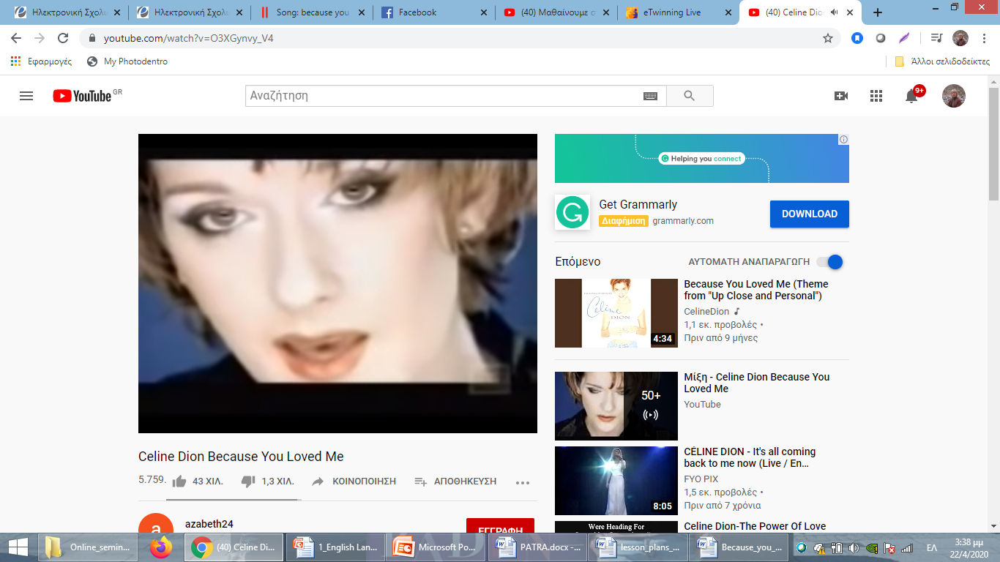 Ηλεκτρονική Σχολι
Ηλεκτρονική Σχολι
Song: because you
Facebook
(40) Μαθαίνουμε σ
eTwinning Live
(40) Celine Dio
youtube.com/watch?v=O3XGynvy_V4
Εφαρμογές
My Photodentro
Άλλοι σελιδοδείκτες
YouTube GR
Αναζήτηση
9+
Helping you connect
Get Grammarly
Διαφήμιση grammarly.com
DOWNLOAD
Επόμενο
ΑΥΤΟΜΑΤΗ ΑΝΑΠΑΡΑΓΩΓΗ
Because You Loved Me (Theme
from "Up Close and Personal")
CelineDion
1,1 εκ. προβολές •
Πριν από 9 μήνες
Celine
DION
4:34
Μίξη - Celine Dion Because You
Loved Me
YouTube
50+
CÉLINE DION - It's all coming
back to me now (Live / En...
FYO PIX
1,5 εκ. προβολές •
Πριν από 7 χρόνια
8:05
Celine Dion-The Power Of Love
Were Heading For
Celine Dion Because You Loved Me
5.759.
43 ΧΙΛ.
1,3 ΧΙΛ.
ΚΟΙΝΟΠΟΙΗΣΗ
ΑΠΟΘΗΚΕΥΣΗ
a
azabeth24
ΕΓΓΡΑΦΗ
Online_semin...
(40) Celine Di...
1_English Lan...
Microsoft Po...
PATRA.docx -...
lesson_plans_...
Because_you_...
ΕΛ
3:38 μμ
22/4/2020